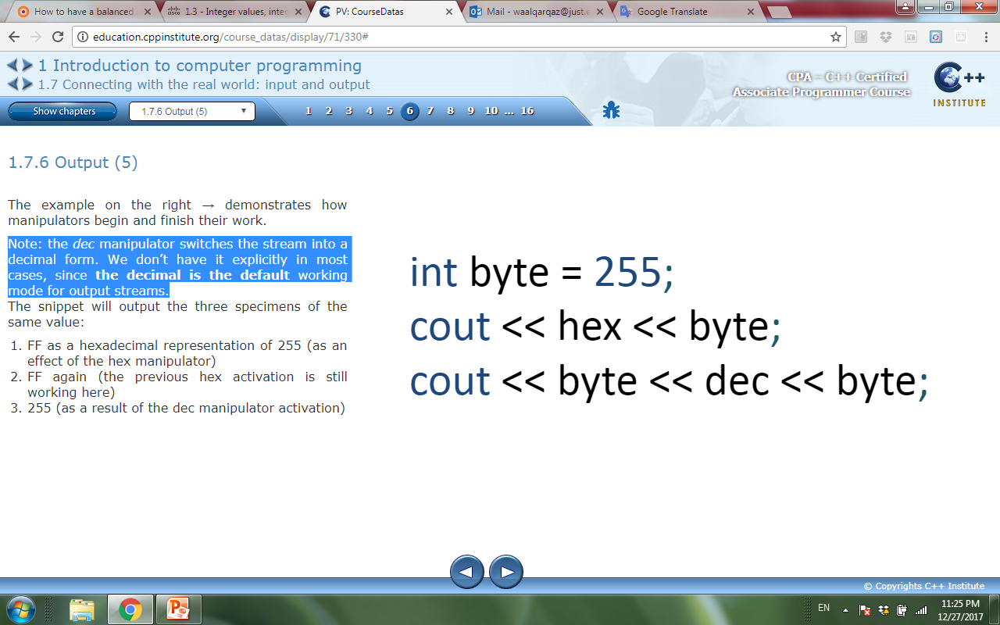 How to have a balanced
1.3 - Integer values, integ
PV: CourseDatas
Mail - waalqarqaz@just.e
Google Translate
education.cppinstitute.org/course_datas/display/71/330#
1 Introduction to computer programming
1.7 Connecting with the real world: input and output
CPA – C++ Certified
Associate Programmer Course
C++
INSTITUTE
Show chapters
1.7.6 Output (5)
1 2 3 4 5 6 7 8 9 10 ... 16
1.7.6 Output (5)
The example on the right → demonstrates how
manipulators begin and finish their work.
Note: the dec manipulator switches the stream into a
decimal form. We don’t have it explicitly in most
cases, since the decimal is the default working
mode for output streams.
The snippet will output the three specimens of the
same value:
1. FF as a hexadecimal representation of 255 (as an
effect of the hex manipulator)
2. FF again (the previous hex activation is still
working here)
3. 255 (as a result of the dec manipulator activation)
int byte = 255;
cout << hex << byte;
cout << byte << dec << byte;
© Copyrights C++ Institute
EN
11:25 PM
12/27/2017